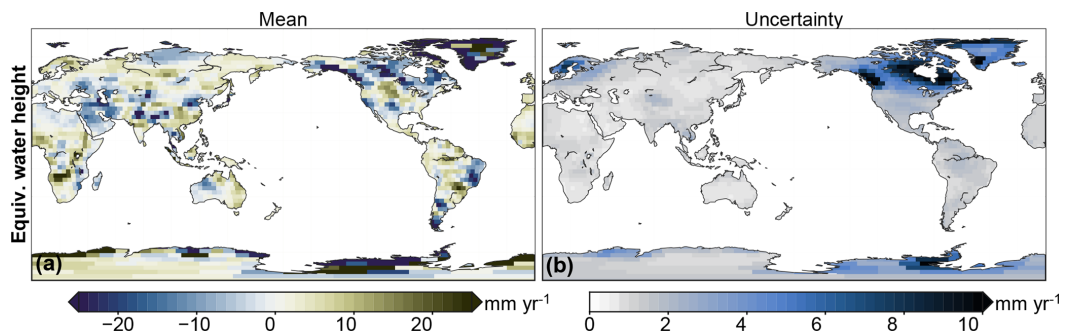 Mean
Uncertainty
Equiv. water height
(a)
(b)
−20 −10 0 10 20 mm yr⁻¹
0 2 4 6 8 10 mm yr⁻¹